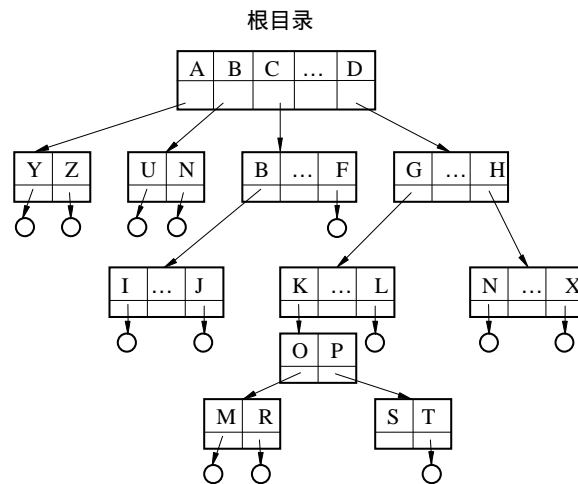 根目录
A B C … D
Y Z U N B … F G … H
I … J K … L N … X
O P
M R S T